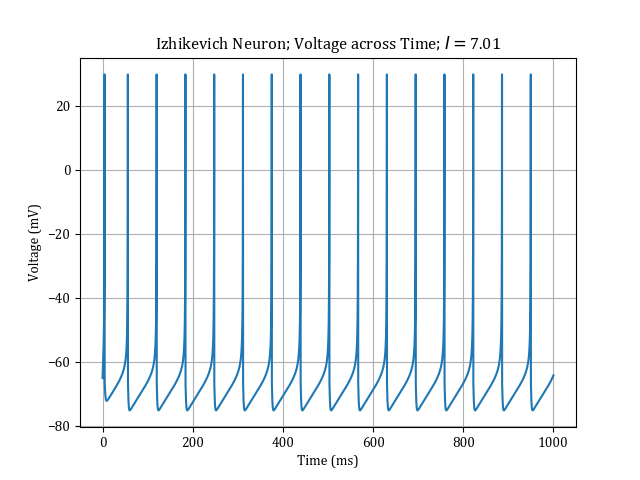 Izhikevich Neuron; Voltage across Time; I = 7.01
Voltage (mV)
20
0
−20
−40
−60
−80
0 200 400 600 800 1000
Time (ms)